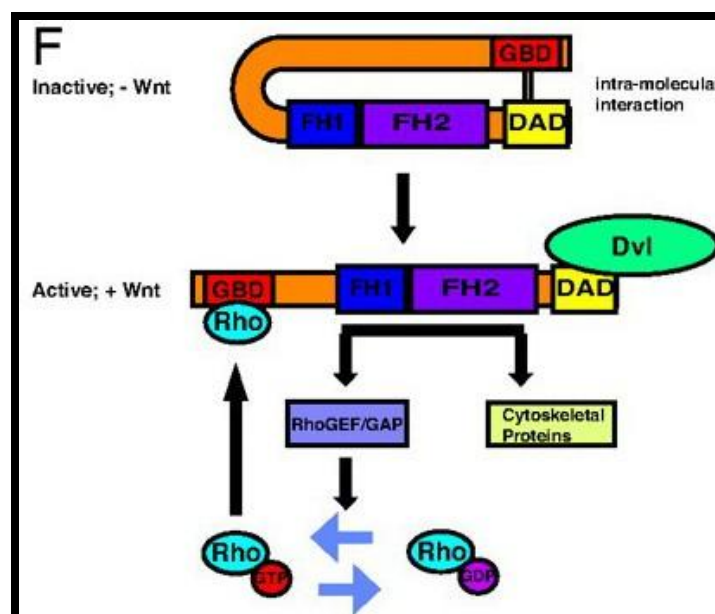 F
GBD
Inactive; - Wnt
intra-molecular
interaction
FH1
FH2
DAD
Dvl
Active; + Wnt
GBD
FH1
FH2
DAD
Rho
RhoGEF/GAP
Cytoskeletal
Proteins
Rho
GTP
Rho
GDP